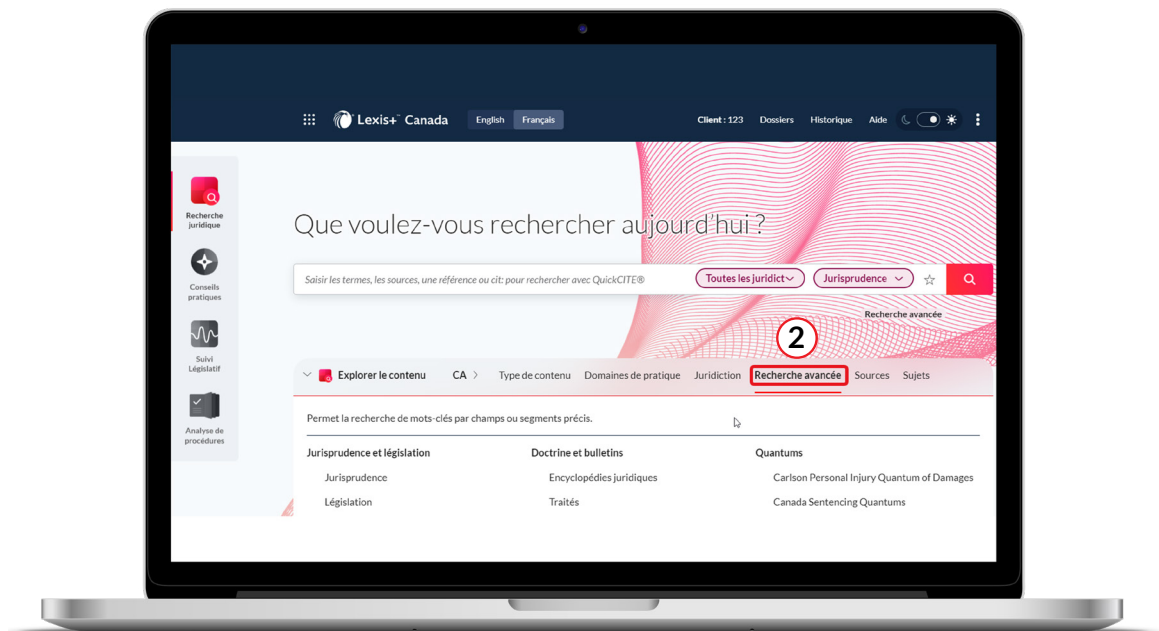 Lexis+ Canada English Français Client : 123 Dossiers Historique Aide
Recherche
juridique
Conseils
pratiques
Suivi
Législatif
Analyse de
procédures
Que voulez-vous rechercher aujourd'hui ?
Saisir les termes, les sources, une référence ou cit: pour rechercher avec QuickCITE® Toutes les juridict Jurisprudence
Recherche avancée
2
Explorer le contenu CA > Type de contenu Domaines de pratique Juridiction Recherche avancée Sources Sujets
Permet la recherche de mots-clés par champs ou segments précis.
Jurisprudence et législation Doctrine et bulletins Quantums
Jurisprudence Encyclopédies juridiques Carlson Personal Injury Quantum of Damages
Législation Traités Canada Sentencing Quantums